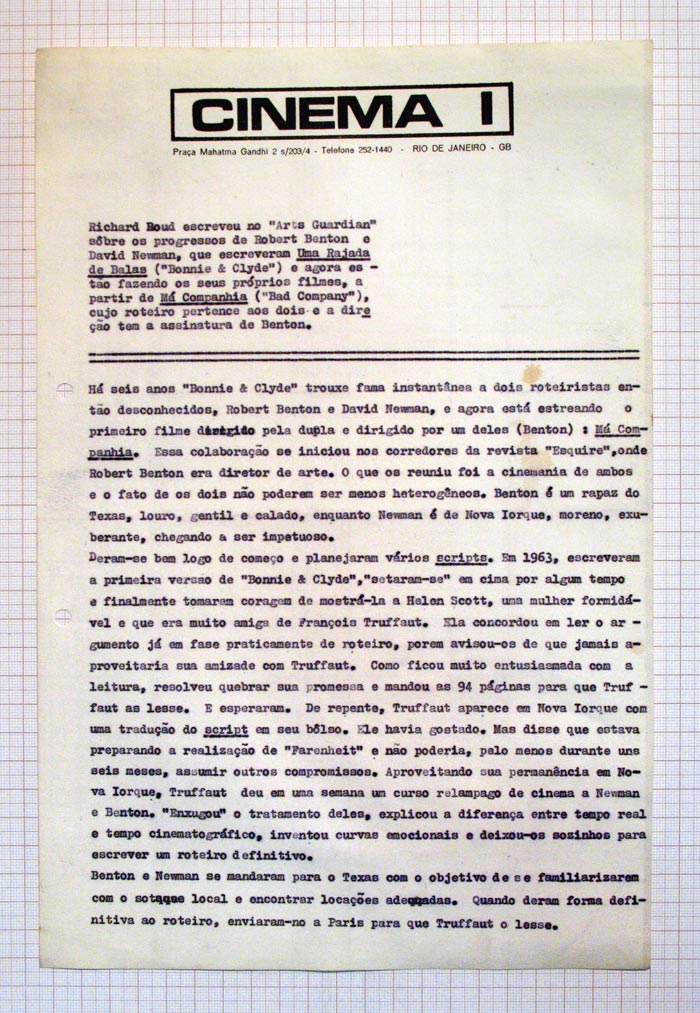 CINEMA I
Praça Mahatma Gandhi 2 s/203/4 - Telefone 252-1440 - RIO DE JANEIRO - GB
Richard Roud escreveu no "Arts Guardian"
sôbre os progressos de Robert Benton e
David Newman, que escreveram Uma Rajada
de Balas ("Bonnie & Clyde") e agora es -
tão fazendo os seus próprios filmes, a
partir de Má Companhia ("Bad Company"),
cujo roteiro pertence aos dois e a dire
ção tem a assinatura de Benton.
Há seis anos "Bonnie & Clyde" trouxe fama instantânea a dois roteiristas en-
tão desconhecidos, Robert Benton e David Newman, e agora está estreando o
primeiro filme dirigido pela dupla e dirigido por um deles (Benton) : Má Com-
panhia. Essa colaboração se iniciou nos corredores da revista "Esquire",onde
Robert Benton era diretor de arte. O que os reuniu foi a cinemania de ambos
e o fato de os dois não poderem ser menos heterogêneos. Benton é um rapaz do
Texas, louro, gentil e calado, enquanto Newman é de Nova Iorque, moreno, exu-
berante, chegando a ser impetuoso.
Deram-se bem logo de começo e planejaram vários scripts. Em 1963, escreveram
a primeira versão de "Bonnie & Clyde","setaram-se" em cima por algum tempo
e finalmente tomaram coragem de mostrá-la a Helen Scott, uma mulher formidá-
vel e que era muito amiga de François Truffaut. Ela concordou em ler o ar -
gumento já em fase praticamente de roteiro, porem avisou-os de que jamais a-
proveitaria sua amizade com Truffaut. Como ficou muito entusiasmada com a
leitura, resolveu quebrar sua promessa e mandou as 94 páginas para que Truf -
faut as lesse. E esperaram. De repente, Truffaut aparece em Nova Iorque com
uma tradução do script em seu bôlso. Ele havia gostado. Mas disse que estava
preparando a realização de "Farenheit" e não poderia, pelo menos durante uns
seis meses, assumir outros compromissos. Aproveitando sua permanência em No-
va Iorque, Truffaut deu em uma semana um curso relampago de cinema a Newman
e Benton. "Enxugou" o tratamento deles, explicou a diferença entre tempo real
e tempo cinematográfico, inventou curvas emocionais e deixou-os sozinhos para
escrever um roteiro definitivo.
Benton e Newman se mandaram para o Texas com o objetivo de se familiarizarem
com o sotaque local e encontrar locações adequadas. Quando deram forma defi-
nitiva ao roteiro, enviaram-no a Paris para que Truffaut o lesse.